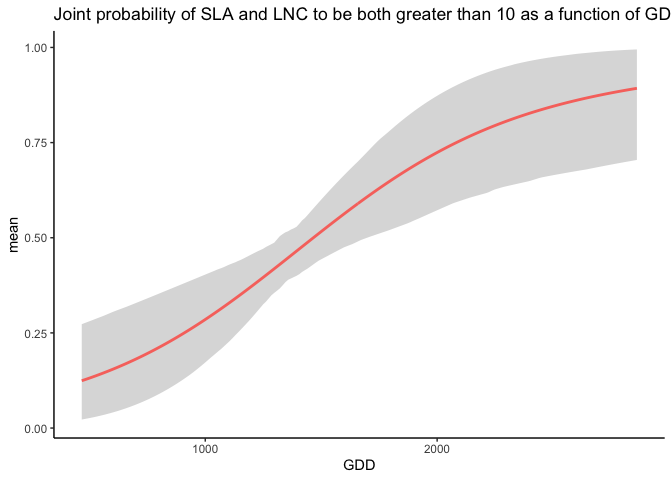 Joint probability of SLA and LNC to be both greater than 10 as a function of GD
1.00
0.75
0.50
0.25
0.00
mean
1000
2000
GDD